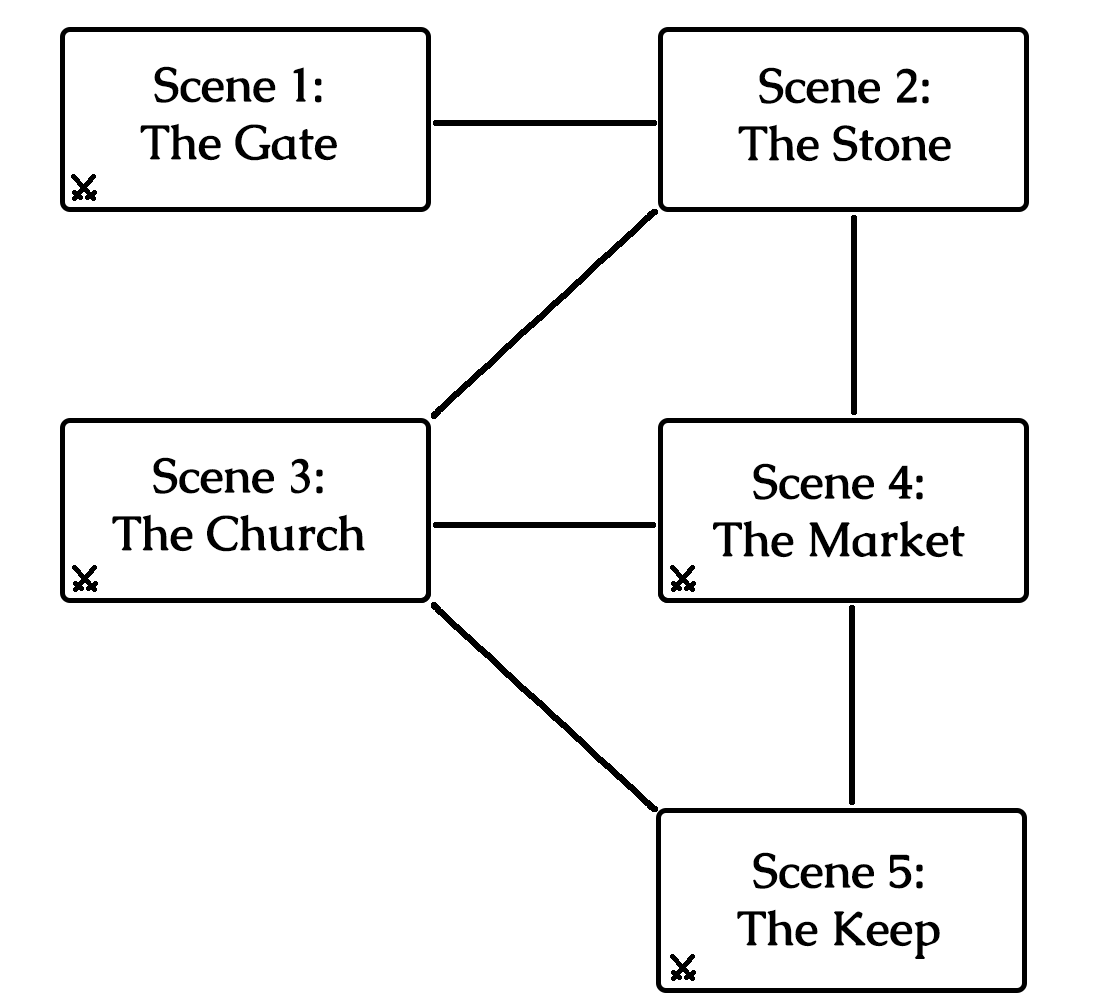 Scene 1:
The Gate
Scene 2:
The Stone
Scene 3:
The Church
Scene 4:
The Market
Scene 5:
The Keep